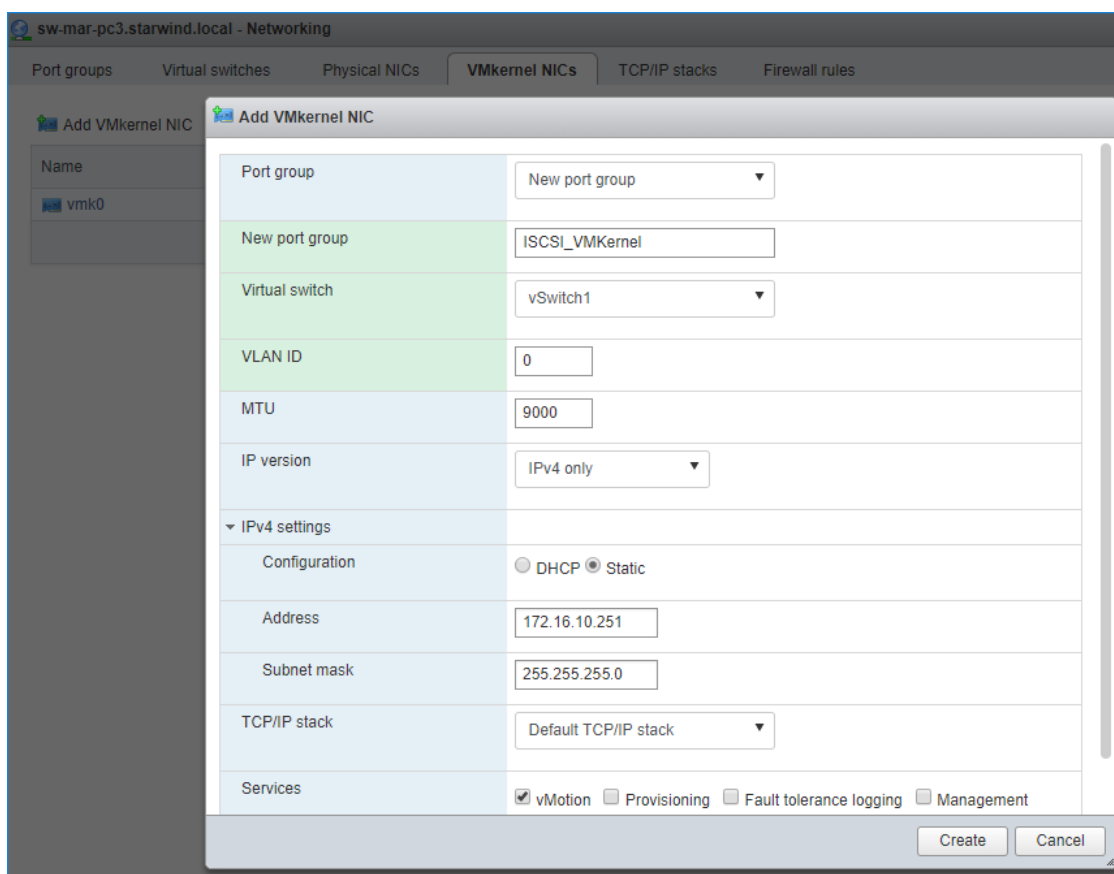 sw-mar-pc3.starwind.local - Networking
Port groups Virtual switches Physical NICs VMkernel NICs TCP/IP stacks Firewall rules
Add VMkernel NIC
Name
vmk0
Add VMkernel NIC
Port group New port group
New port group ISCSI_VMKernel
Virtual switch vSwitch1
VLAN ID 0
MTU 9000
IP version IPv4 only
IPv4 settings
Configuration DHCP Static
Address 172.16.10.251
Subnet mask 255.255.255.0
TCP/IP stack Default TCP/IP stack
Services vMotion Provisioning Fault tolerance logging Management
Create Cancel